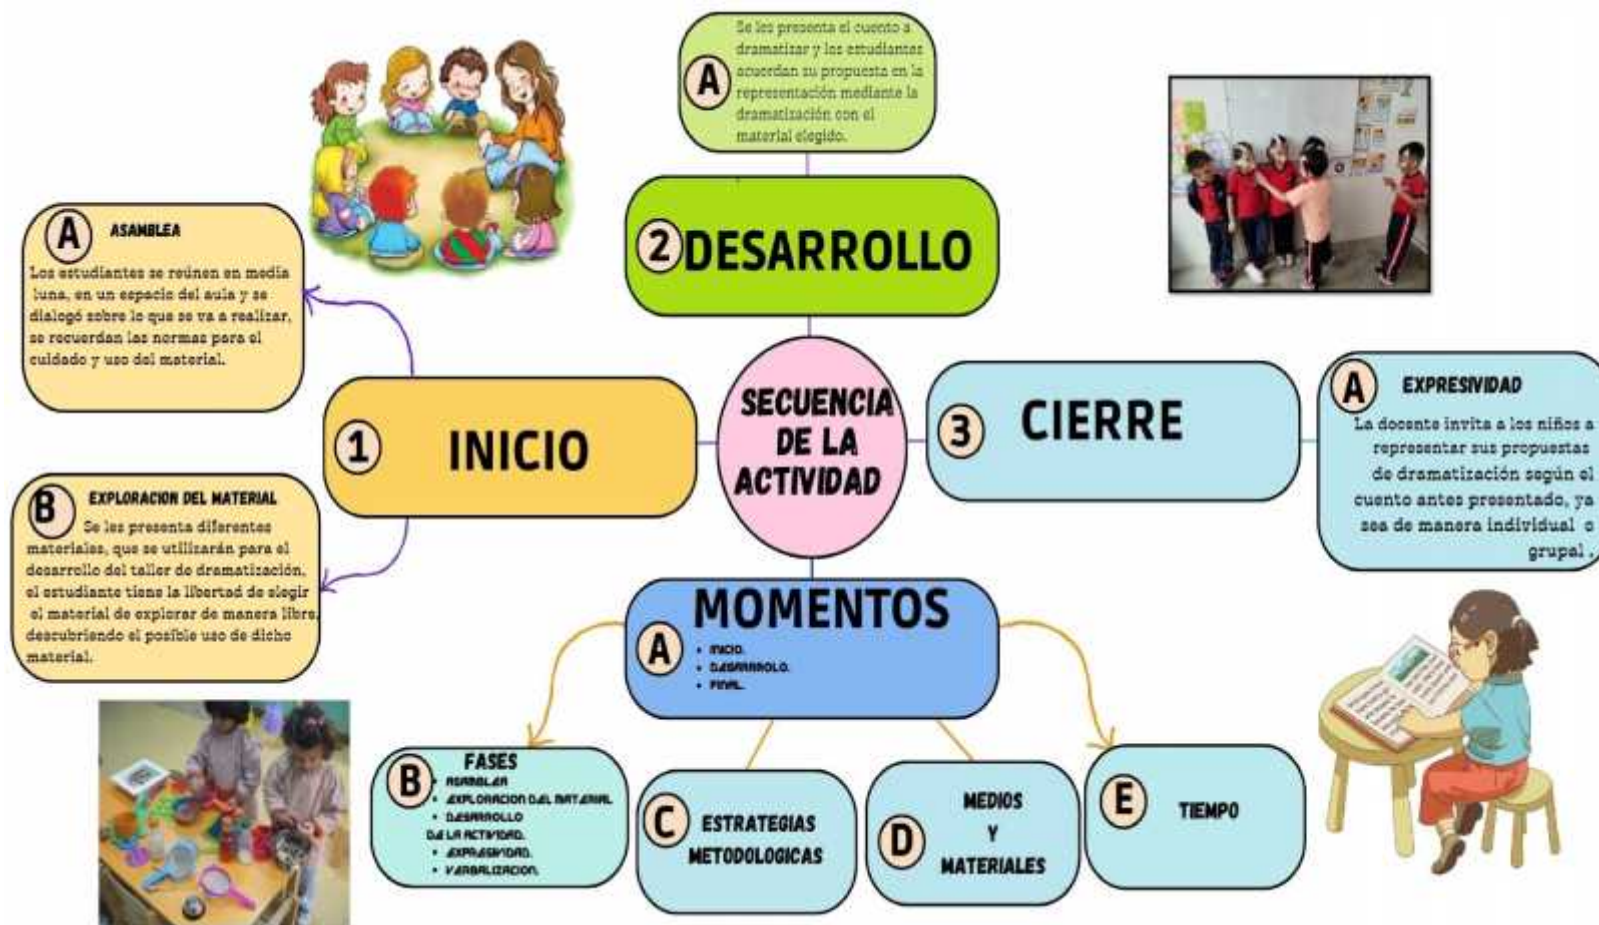 A
Se les presenta el cuento a
dramatizar y los estudiantes
acuerdan su propuesta en la
representación mediante la
dramatización con el
material elegido.
2 DESARROLLO
A ASAMBLEA
Los estudiantes se reúnen en media
luna, en un espacio del aula y se
dialogó sobre lo que se va a realizar,
se recuerdan las normas para el
cuidado y uso del material.
1 INICIO
SECUENCIA
DE LA
ACTIVIDAD
3 CIERRE
A EXPRESIVIDAD
La docente invita a los niños a
representar sus propuestas
de dramatización según el
cuento antes presentado, ya
sea de manera individual o
grupal .
B EXPLORACION DEL MATERIAL
Se les presenta diferentes
materiales, que se utilizarán para el
desarrollo del taller de dramatización,
el estudiante tiene la libertad de elegir
el material de explorar de manera libre,
descubriendo el posible uso de dicho
material.
A MOMENTOS
• INICIO.
• DESARROLO.
• FINAL.
B FASES
• ASAMBLEA
• EXPLORACION DEL MATERIAL
• DESARROLLO
DE LA ACTIVIDAD.
• EXPRESIVIDAD.
• VERBALIZACION.
C ESTRATEGIAS
METODOLOGICAS
D MEDIOS
Y
MATERIALES
E TIEMPO